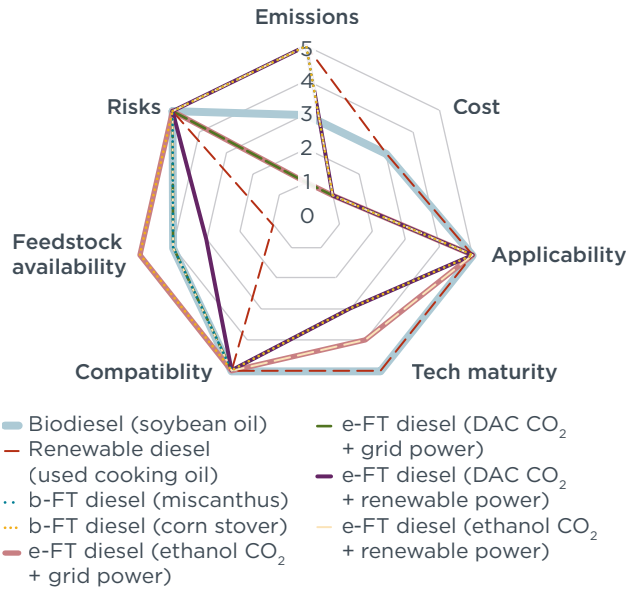 Emissions
5
4
3
2
1
0
Risks
Cost
Feedstock
availability
Applicability
Compatiblity
Tech maturity
Biodiesel (soybean oil)
Renewable diesel
(used cooking oil)
b-FT diesel (miscanthus)
b-FT diesel (corn stover)
e-FT diesel (ethanol CO₂
+ grid power)
e-FT diesel (DAC CO₂
+ grid power)
e-FT diesel (DAC CO₂
+ renewable power)
e-FT diesel (ethanol CO₂
+ renewable power)